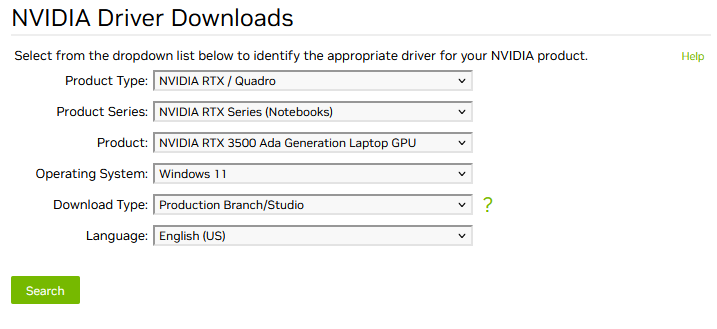 NVIDIA Driver Downloads
Select from the dropdown list below to identify the appropriate driver for your NVIDIA product. Help
Product Type: NVIDIA RTX / Quadro
Product Series: NVIDIA RTX Series (Notebooks)
Product: NVIDIA RTX 3500 Ada Generation Laptop GPU
Operating System: Windows 11
Download Type: Production Branch/Studio ?
Language: English (US)
Search